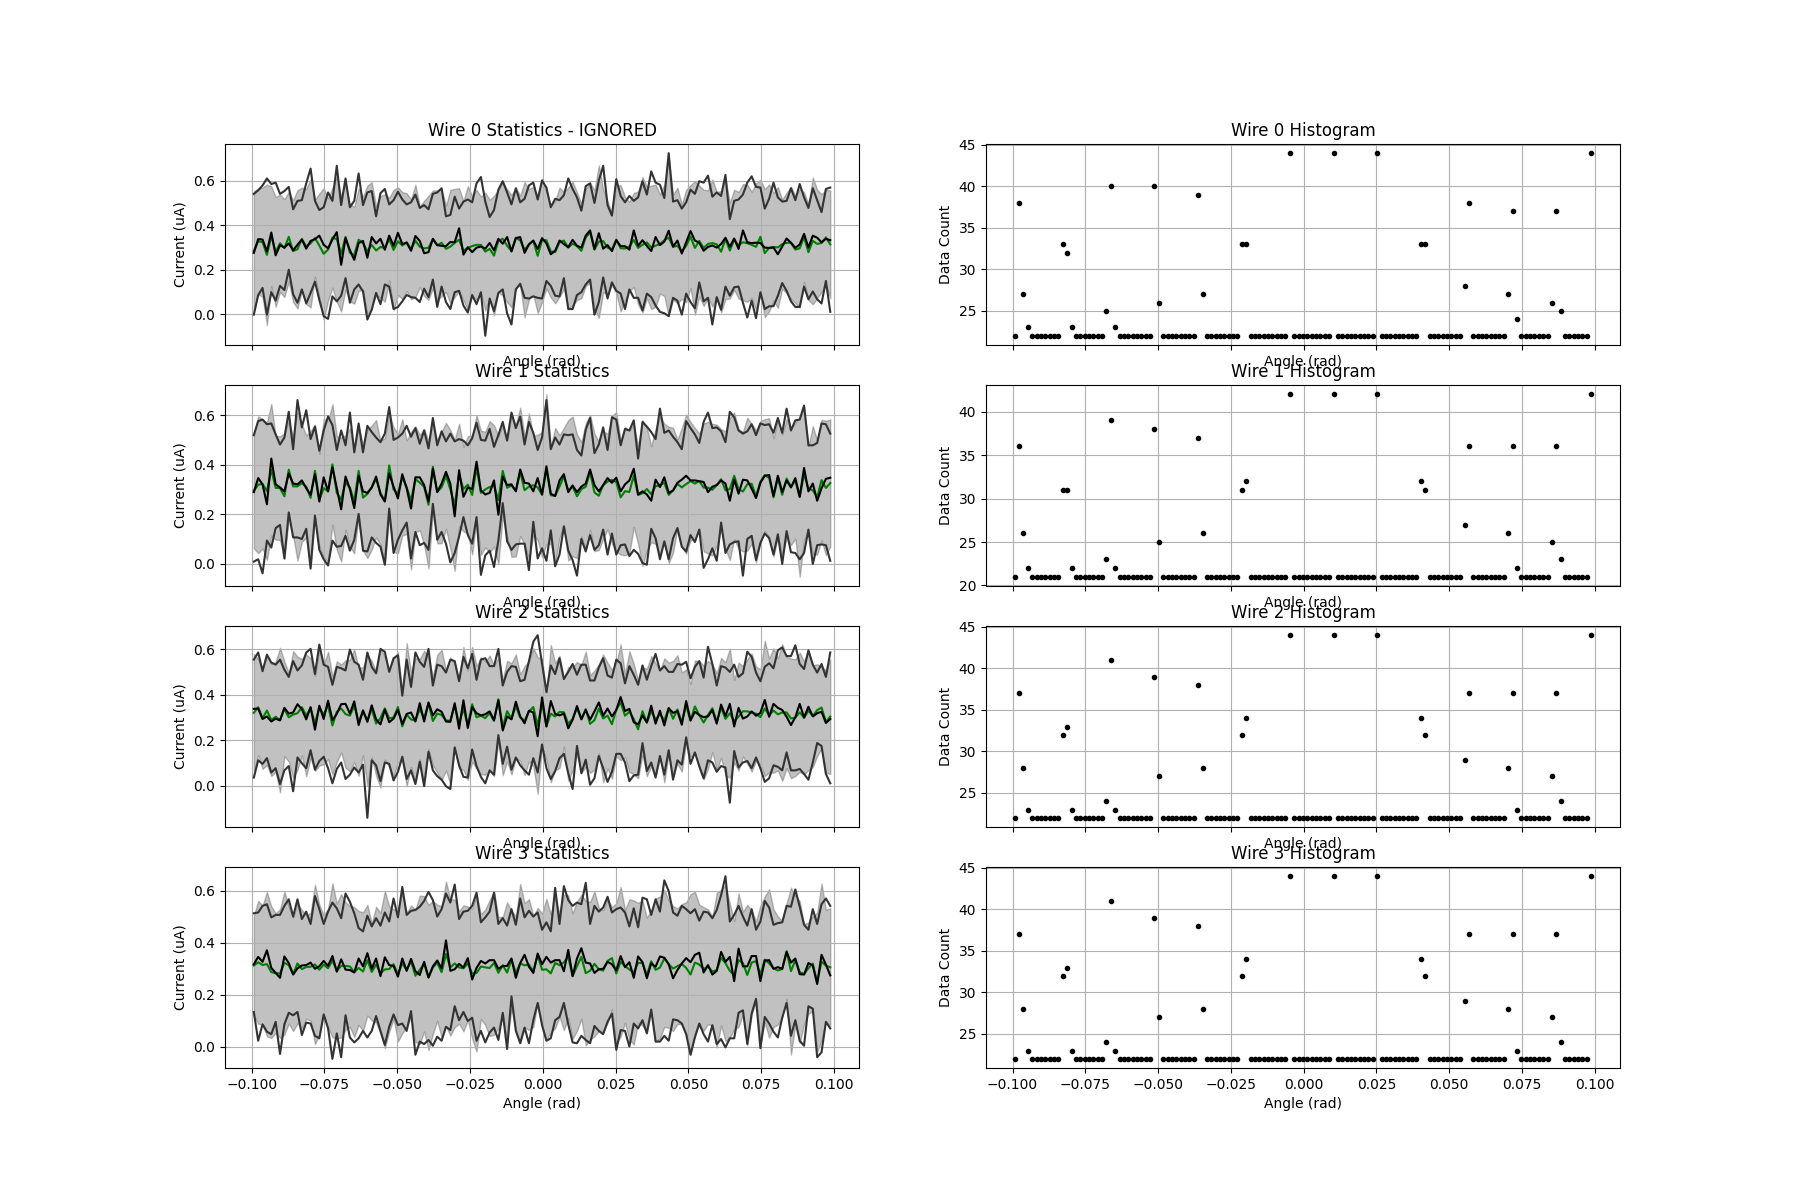 Wire 0 Statistics - IGNORED
Current (uA)
0.6
0.4
0.2
0.0
Angle (rad)
Wire 0 Histogram
Data Count
45
40
35
30
25
Angle (rad)
Wire 1 Statistics
Current (uA)
0.6
0.4
0.2
0.0
Angle (rad)
Wire 1 Histogram
Data Count
40
35
30
25
20
Angle (rad)
Wire 2 Statistics
Current (uA)
0.6
0.4
0.2
0.0
Angle (rad)
Wire 2 Histogram
Data Count
45
40
35
30
25
Angle (rad)
Wire 3 Statistics
Current (uA)
0.6
0.4
0.2
0.0
−0.100 −0.075 −0.050 −0.025 0.000 0.025 0.050 0.075 0.100
Angle (rad)
Wire 3 Histogram
Data Count
45
40
35
30
25
−0.100 −0.075 −0.050 −0.025 0.000 0.025 0.050 0.075 0.100
Angle (rad)